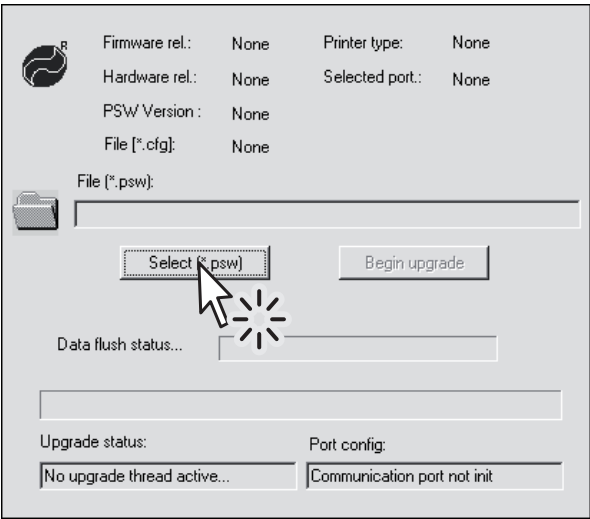 R
Firmware rel.: None Printer type: None
Hardware rel.: None Selected port.: None
PSW Version : None
File [*.cfg]: None
File (*.psw):
Select (*.psw) Begin upgrade
Data flush status...
Upgrade status: Port config:
No upgrade thread active... Communication port not init